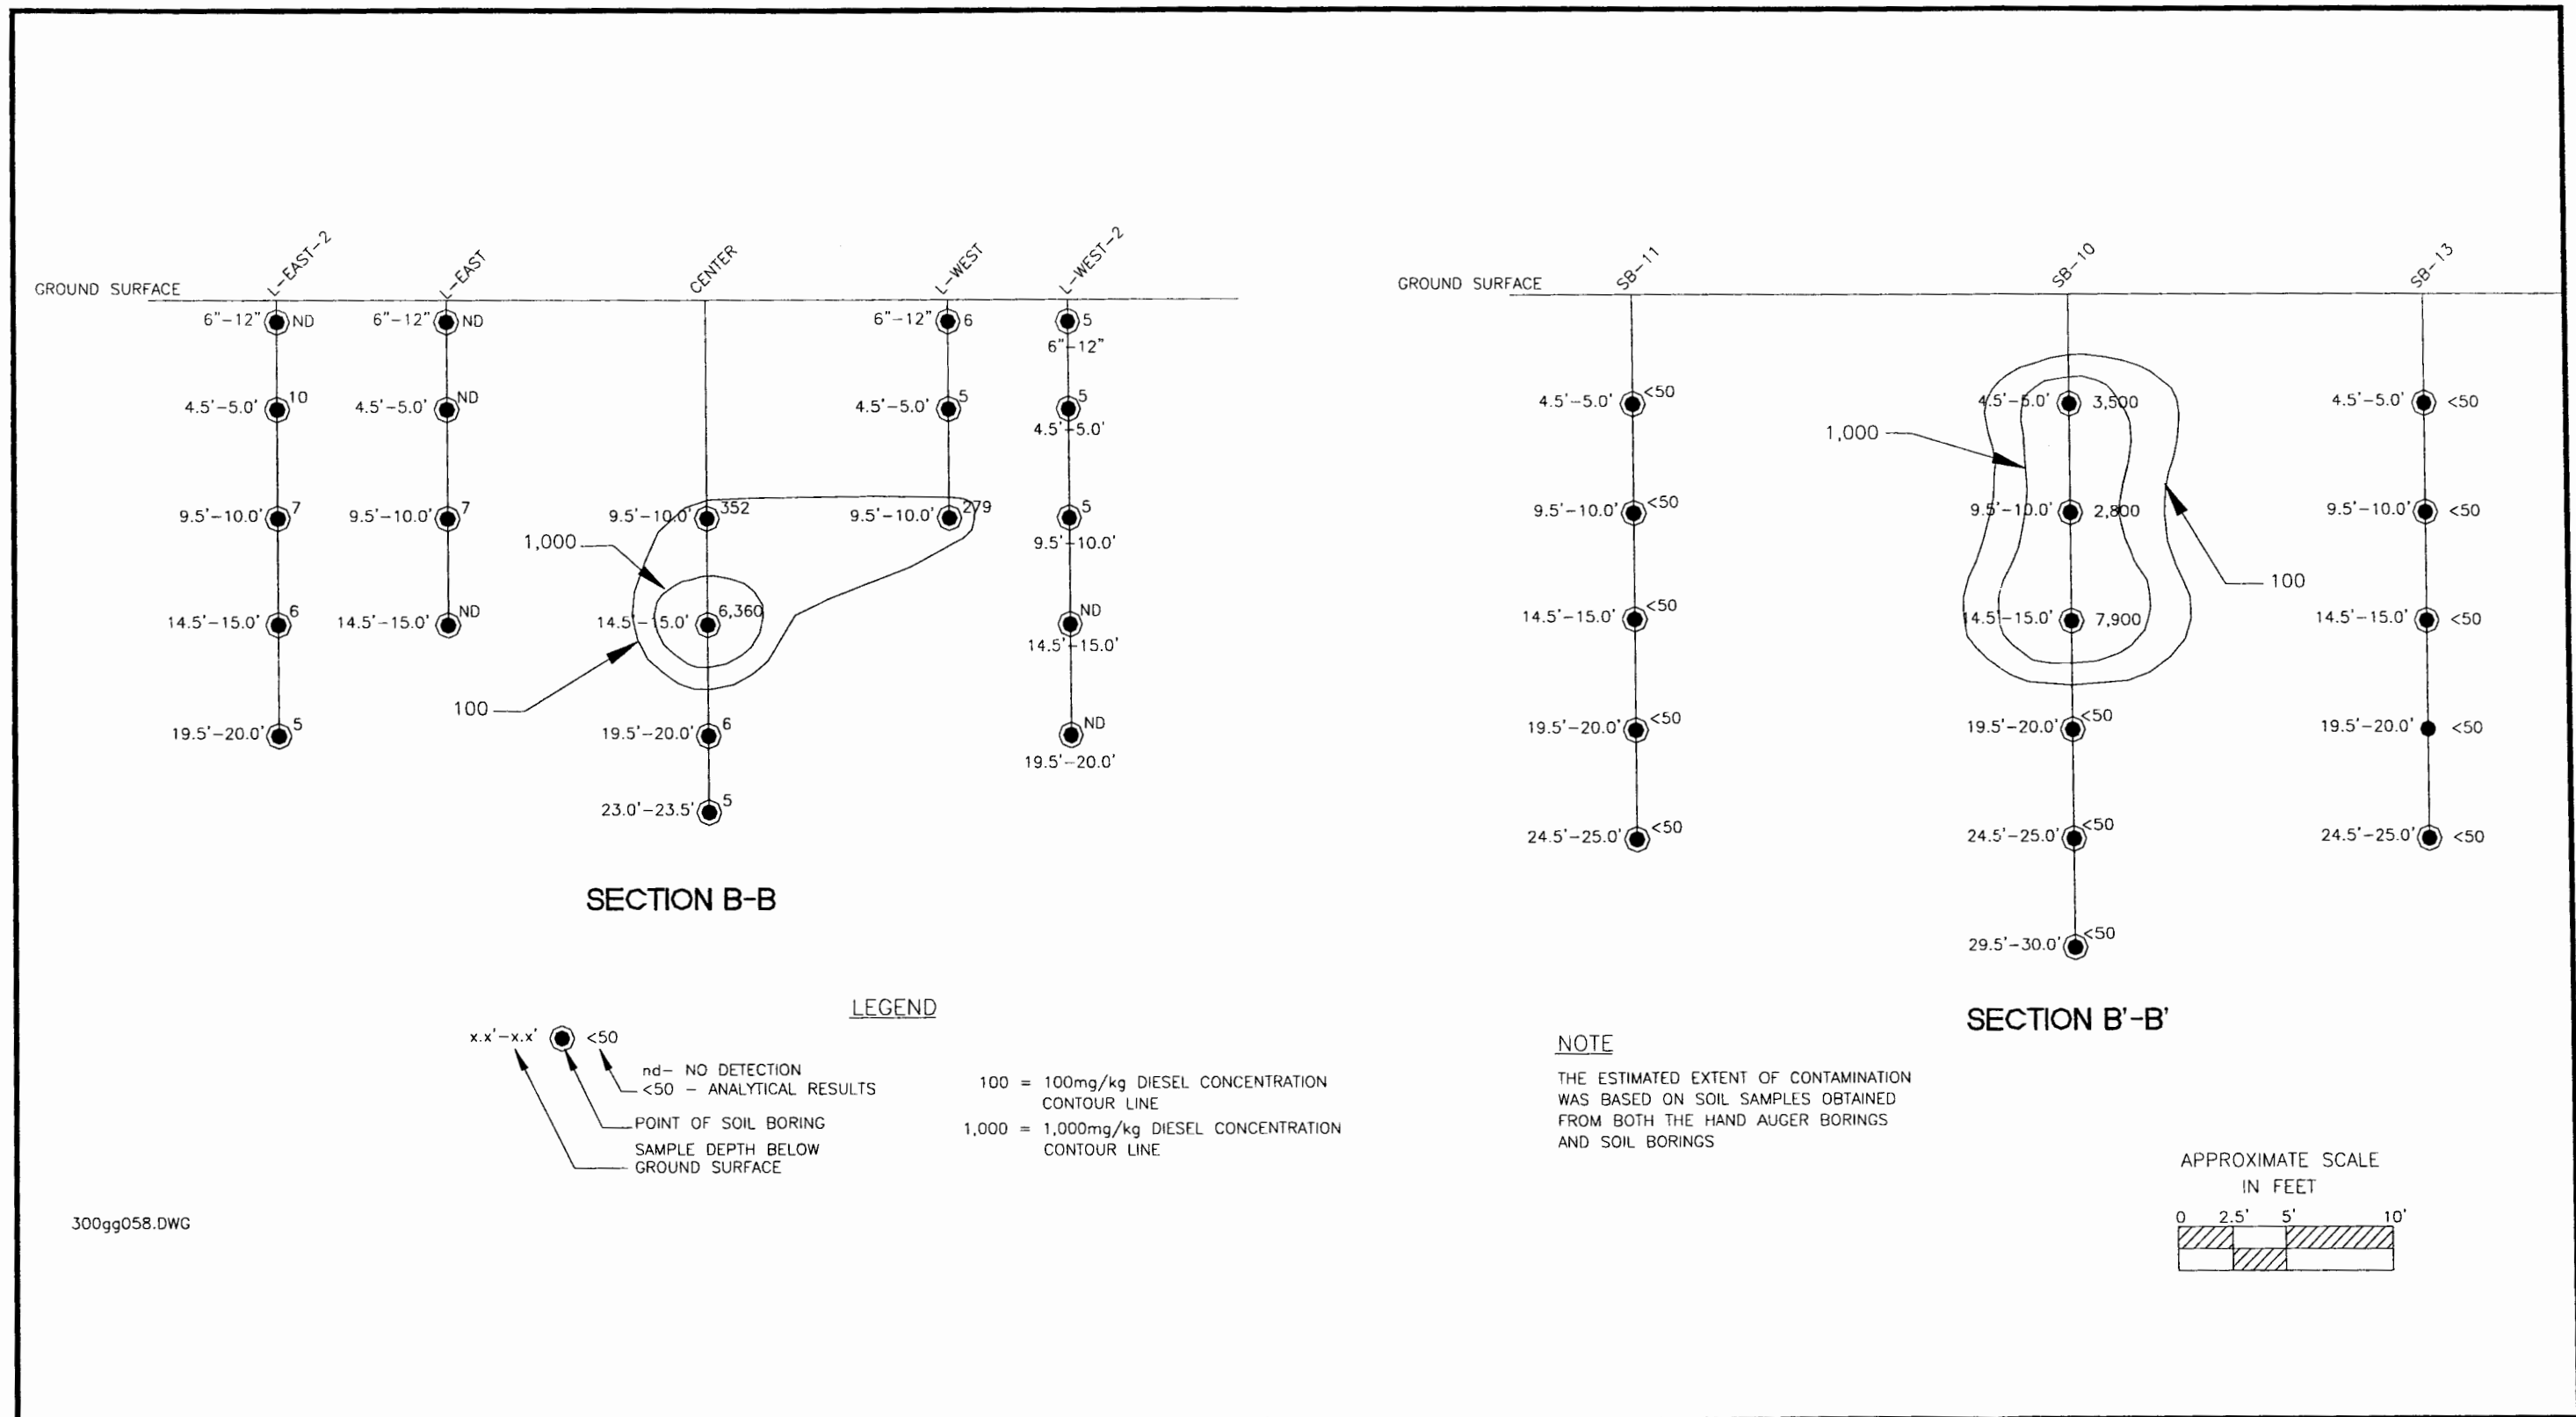 L-EAST-2
L-EAST
CENTER
L-WEST
L-WEST-2
GROUND SURFACE
6"-12" ND
6"-12" ND
6"-12" 6
5
6"-12"
4.5'-5.0' 10
4.5'-5.0' ND
4.5'-5.0' 5
5
4.5'-5.0'
9.5'-10.0' 7
9.5'-10.0' 7
9.5'-10.0' 352
9.5'-10.0' 279
5
9.5'-10.0'
1,000
14.5'-15.0' 6
14.5'-15.0' ND
14.5'-15.0' 6,360
ND
14.5'-15.0'
100
19.5'-20.0' 5
19.5'-20.0' 6
ND
19.5'-20.0'
23.0'-23.5' 5
SECTION B-B
SB-11
SB-10
SB-13
GROUND SURFACE
4.5'-5.0' <50
4.5'-5.0' 3,500
4.5'-5.0' <50
1,000
9.5'-10.0' <50
9.5'-10.0' 2,800
9.5'-10.0' <50
100
14.5'-15.0' <50
14.5'-15.0' 7,900
14.5'-15.0' <50
19.5'-20.0' <50
19.5'-20.0' <50
19.5'-20.0' <50
24.5'-25.0' <50
24.5'-25.0' <50
24.5'-25.0' <50
29.5'-30.0' <50
SECTION B'-B'
LEGEND
x.x'-x.x' <50
nd- NO DETECTION
<50 - ANALYTICAL RESULTS
POINT OF SOIL BORING
SAMPLE DEPTH BELOW
GROUND SURFACE
100 = 100mg/kg DIESEL CONCENTRATION
CONTOUR LINE
1,000 = 1,000mg/kg DIESEL CONCENTRATION
CONTOUR LINE
NOTE
THE ESTIMATED EXTENT OF CONTAMINATION
WAS BASED ON SOIL SAMPLES OBTAINED
FROM BOTH THE HAND AUGER BORINGS
AND SOIL BORINGS
APPROXIMATE SCALE
IN FEET
0 2.5' 5' 10'
300gg058.DWG